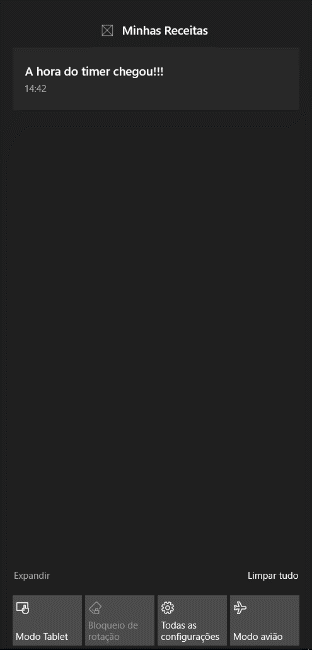 Minhas Receitas
A hora do timer chegou!!!
14:42
Expandir
Limpar tudo
Modo Tablet
Bloqueio de
rotação
Todas as
configurações
Modo avião